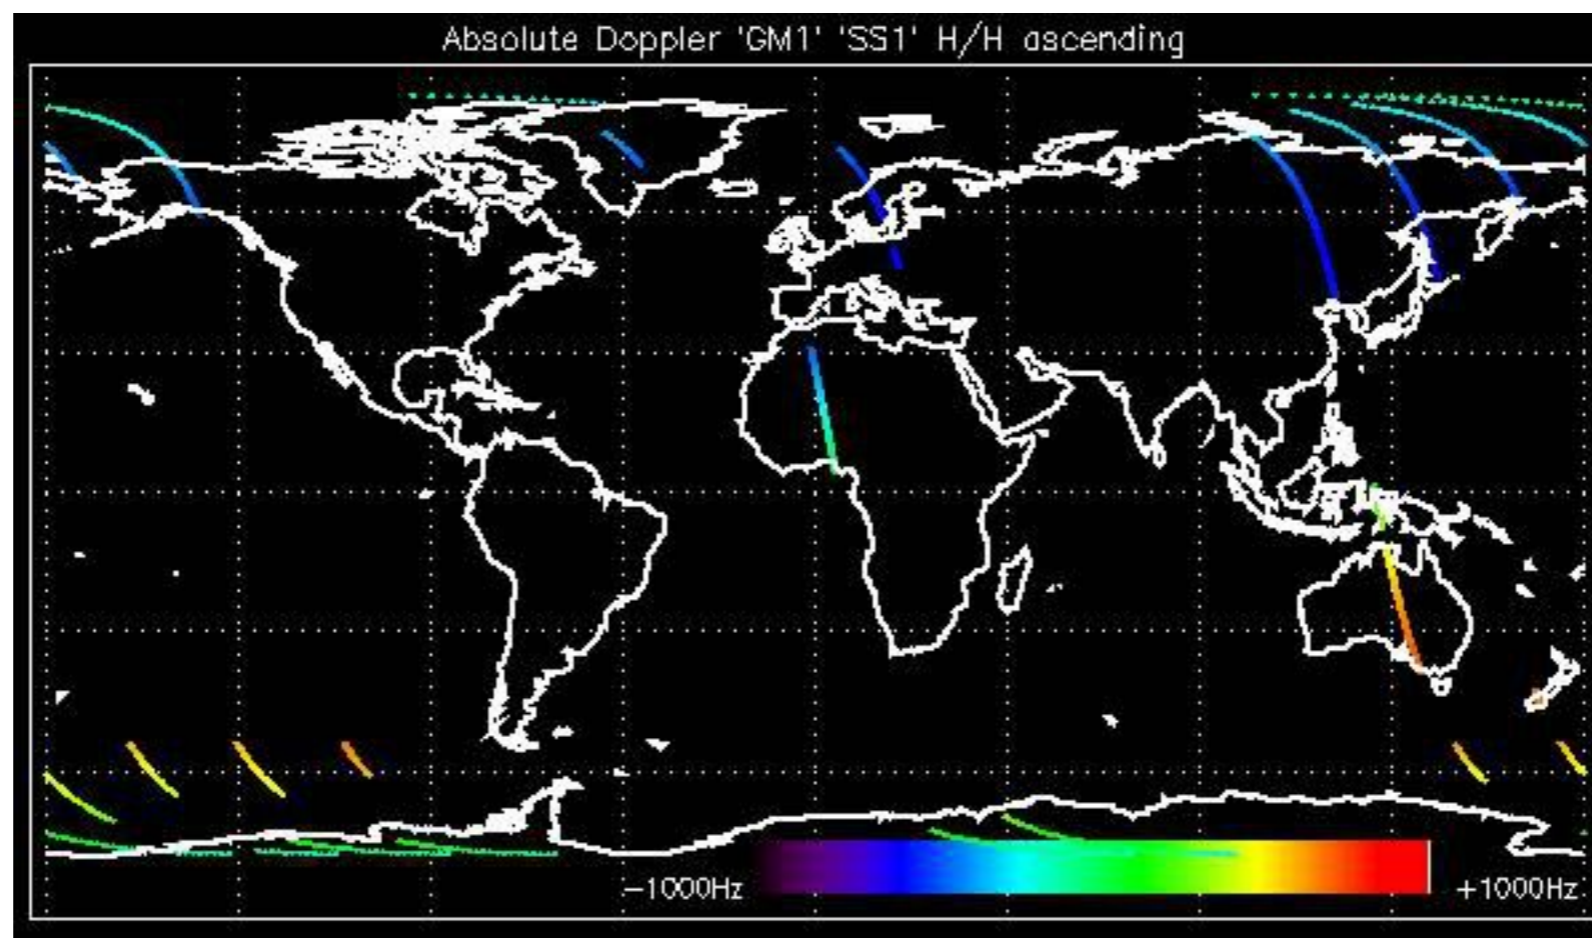 Absolute Doppler 'GM1' 'SS1' H/H ascending
-1000Hz
+1000Hz